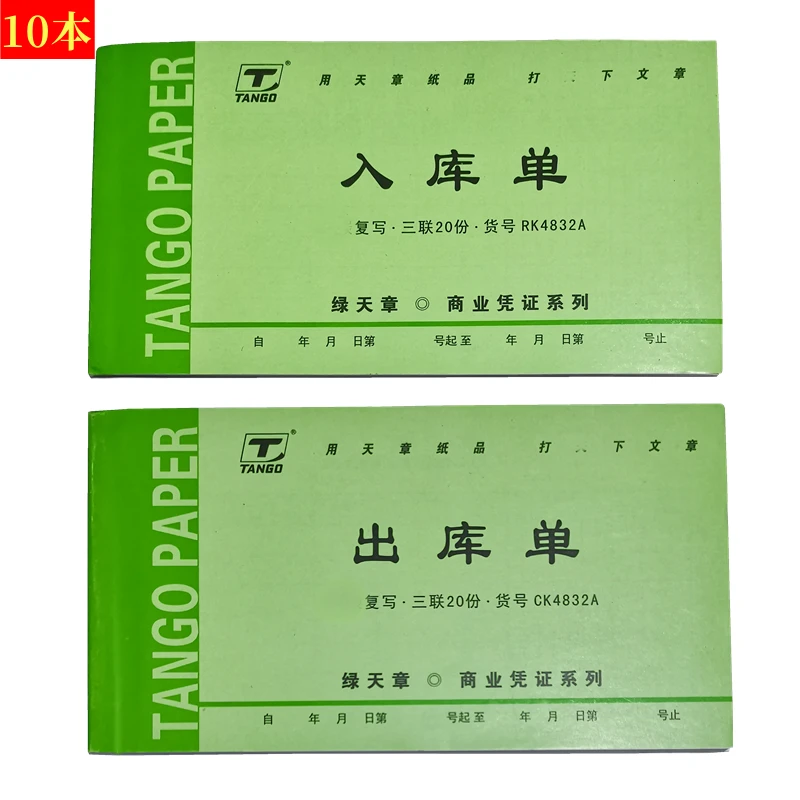 10本
TANGO PAPER
TANGO®
用天章纸品 打 下文章
入库单
复写·三联20份·货号 RK4832A
绿天章 ◎ 商业凭证系列
自 年 月 日第 号起至 年 月 日第 号止
TANGO PAPER
TANGO®
用天章纸品 打 下文章
出库单
复写·三联20份·货号 CK4832A
绿天章 ◎ 商业凭证系列
自 年 月 日第 号起至 年 月 日第 号止